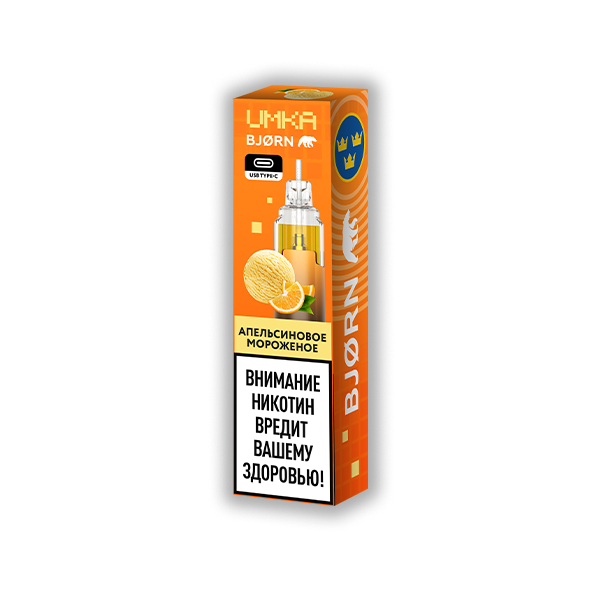 UMKA
BJØRN
USB TYPE-C
АПЕЛЬСИНОВОЕ
МОРОЖЕНОЕ
ВНИМАНИЕ
НИКОТИН
ВРЕДИТ
ВАШЕМУ
ЗДОРОВЬЮ!
BJØRN